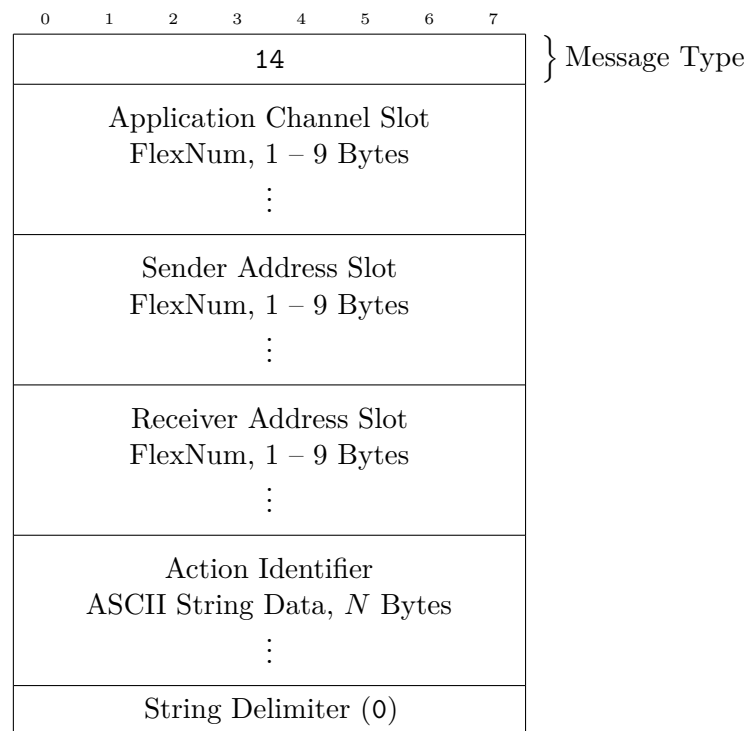 0 1 2 3 4 5 6 7
14
Message Type
Application Channel Slot
FlexNum, 1 – 9 Bytes
Sender Address Slot
FlexNum, 1 – 9 Bytes
Receiver Address Slot
FlexNum, 1 – 9 Bytes
Action Identifier
ASCII String Data, N Bytes
String Delimiter (0)